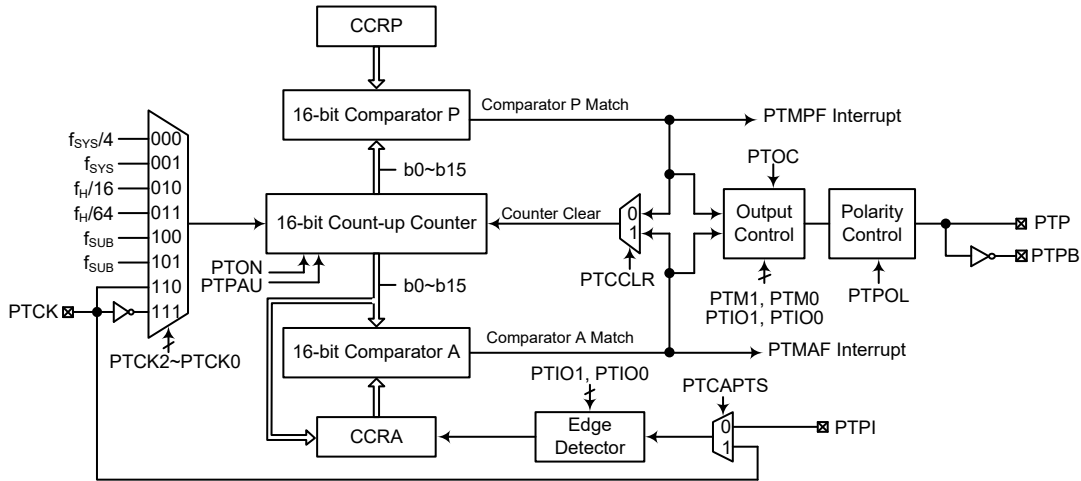 CCRP
16-bit Comparator P
Comparator P Match
PTMPF Interrupt
b0~b15
fSYS/4
000
fSYS
001
fH/16
010
fH/64
011
fSUB
100
fSUB
101
110
111
PTCK
PTCK2~PTCK0
16-bit Count-up Counter
PTON
PTPAU
Counter Clear
0
1
PTCCLR
PTOC
Output
Control
PTM1, PTM0
PTIO1, PTIO0
Polarity
Control
PTPOL
PTP
PTPB
b0~b15
16-bit Comparator A
Comparator A Match
PTMAF Interrupt
CCRA
PTIO1, PTIO0
Edge
Detector
PTCAPTS
0
1
PTPI